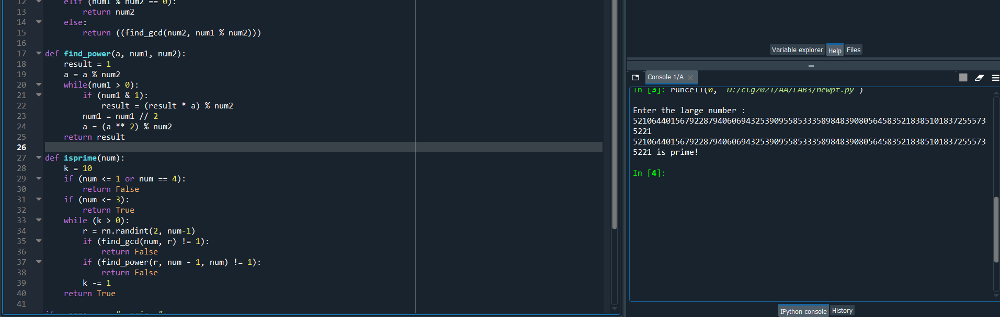 12 elif (num1 % num2 == 0):
13 return num2
14 else:
15 return ((find_gcd(num2, num1 % num2)))
16
17 def find_power(a, num1, num2):
18 result = 1
19 a = a % num2
20 while(num1 > 0):
21 if (num1 & 1):
22 result = (result * a) % num2
23 num1 = num1 // 2
24 a = (a ** 2) % num2
25 return result
26
27 def isprime(num):
28 k = 10
29 if (num <= 1 or num == 4):
30 return False
31 if (num <= 3):
32 return True
33 while (k > 0):
34 r = rn.randint(2, num-1)
35 if (find_gcd(num, r) != 1):
36 return False
37 if (find_power(r, num - 1, num) != 1):
38 return False
39 k -= 1
40 return True
41
Variable explorer Help Files
Console 1/A
In [3]: runcell(0, 'D:/clg2021/AA/LAB3/newpt.py')
Enter the large number :
521064401567922879406069432539095585333589848390805645835218385101837255573
5221
521064401567922879406069432539095585333589848390805645835218385101837255573
5221 is prime!
In [4]:
IPython console History